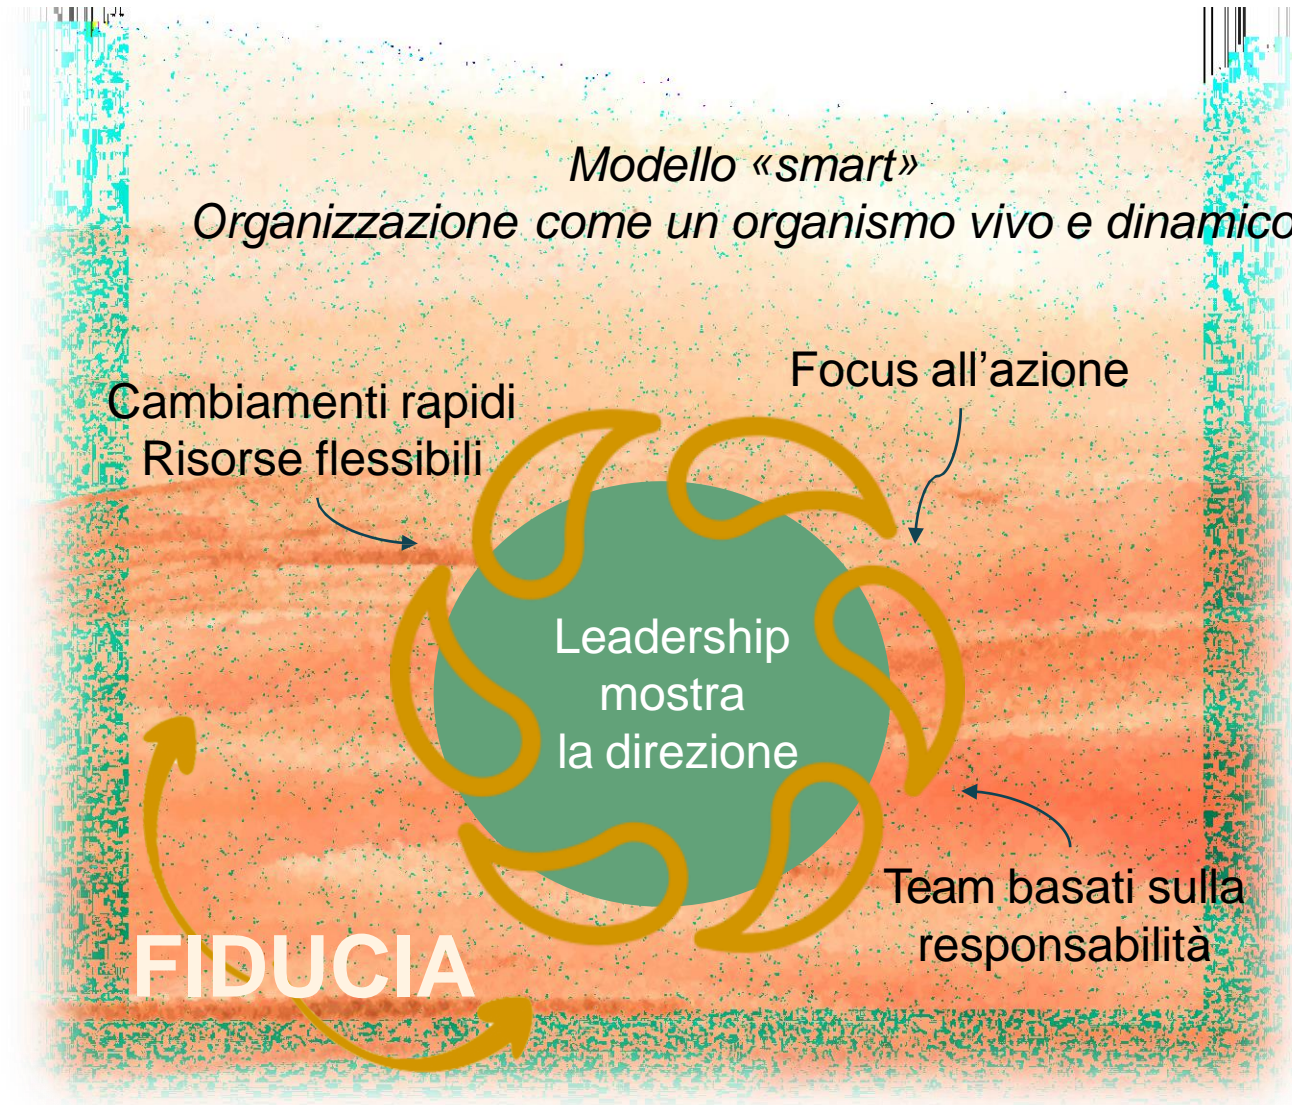 Modello «smart»
Organizzazione come un organismo vivo e dinamico
Focus all’azione
Cambiamenti rapidi
Risorse flessibili
Leadership
mostra
la direzione
Team basati sulla
responsabilità
FIDUCIA